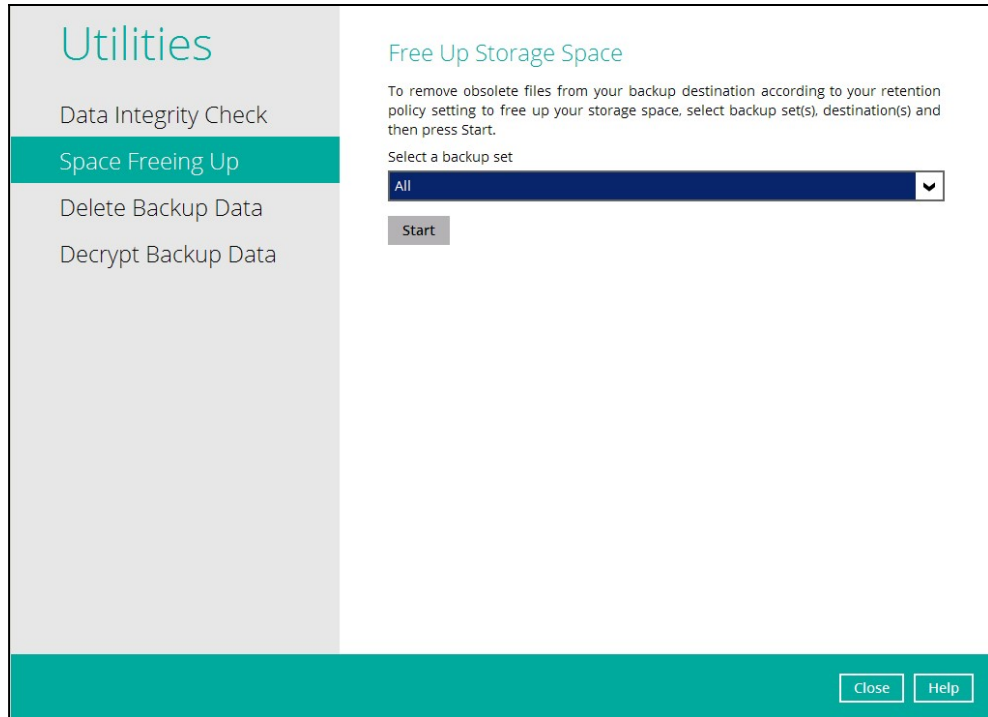 Utilities
Data Integrity Check
Space Freeing Up
Delete Backup Data
Decrypt Backup Data
Free Up Storage Space
To remove obsolete files from your backup destination according to your retention
policy setting to free up your storage space, select backup set(s), destination(s) and
then press Start.
Select a backup set
All
Start
Close
Help